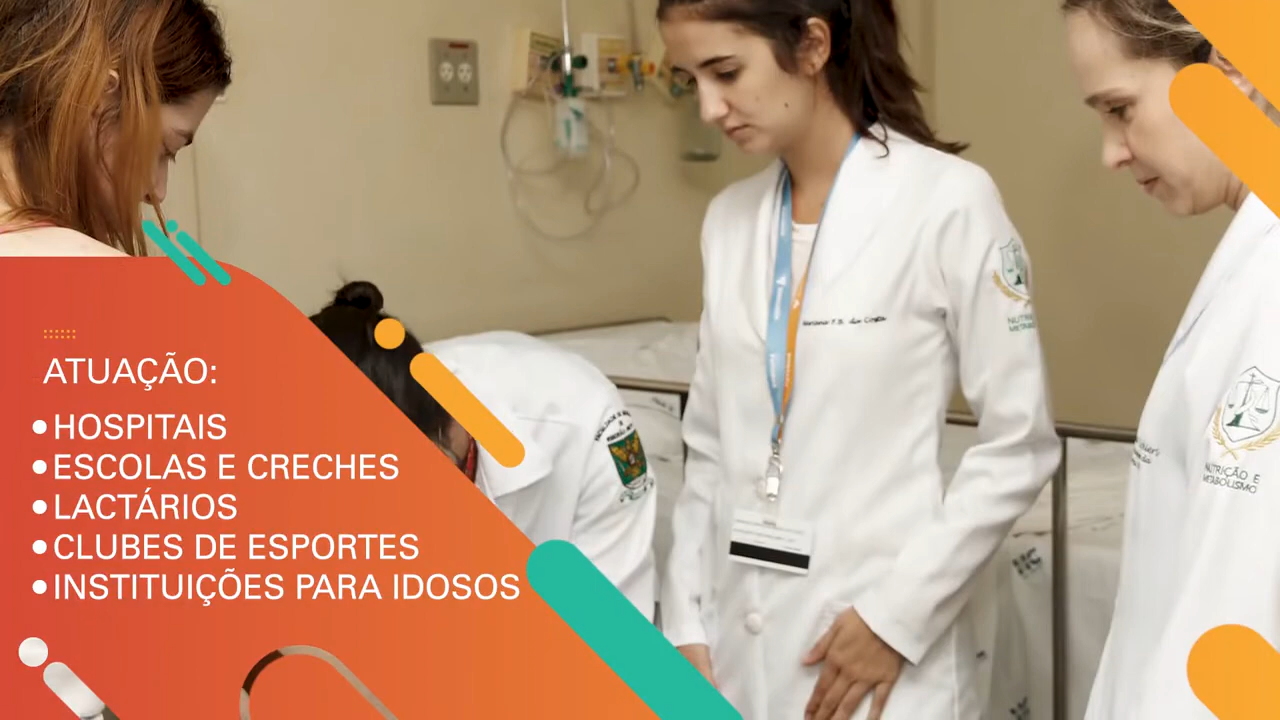 ATUAÇÃO:
•HOSPITAIS
•ESCOLAS E CRECHES
•LACTÁRIOS
•CLUBES DE ESPORTES
•INSTITUIÇÕES PARA IDOSOS
NUTRIÇÃO E
METABOLISMO